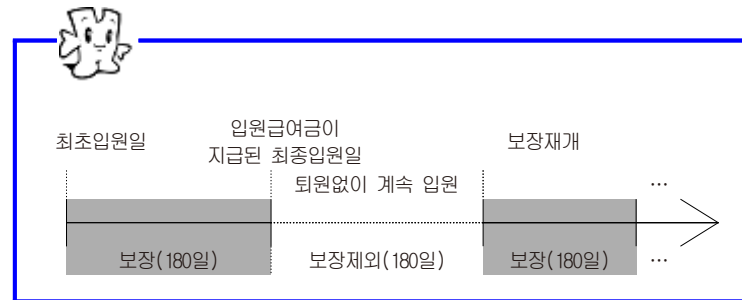 최초입원일
입원급여금이
지급된 최종입원일
보장재개
퇴원없이 계속 입원
…
보장(180일)
보장제외(180일)
보장(180일)
…